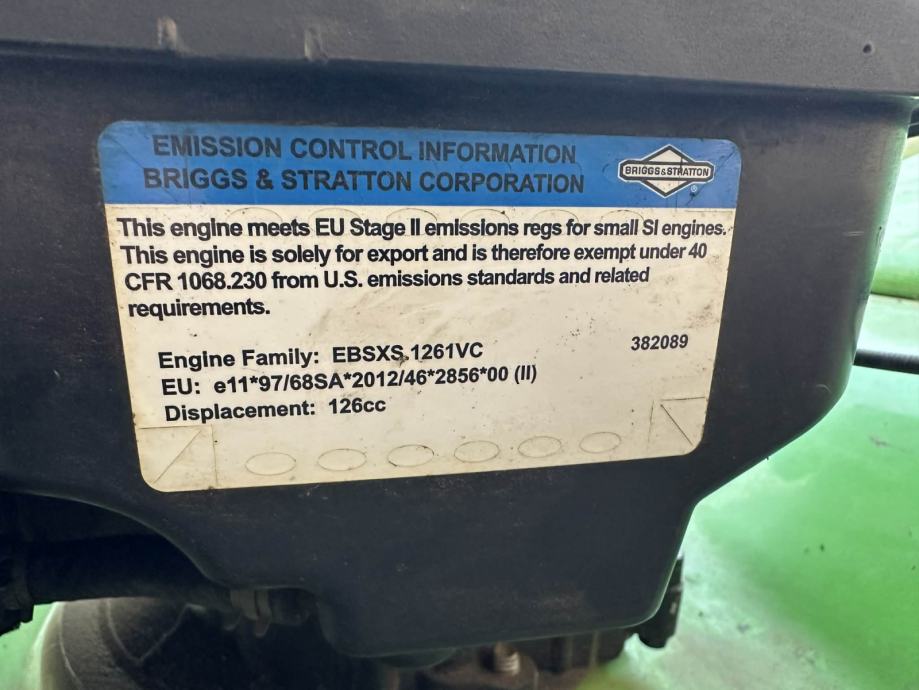 EMISSION CONTROL INFORMATION
BRIGGS & STRATTON CORPORATION
BRIGGS & STRATTON
®
This engine meets EU Stage II emissions regs for small SI engines.
This engine is solely for export and is therefore exempt under 40
CFR 1068.230 from U.S. emissions standards and related
requirements.
Engine Family: EBSXS.1261VC
382089
EU: e11*97/68SA*2012/46*2856*00 (II)
Displacement: 126cc